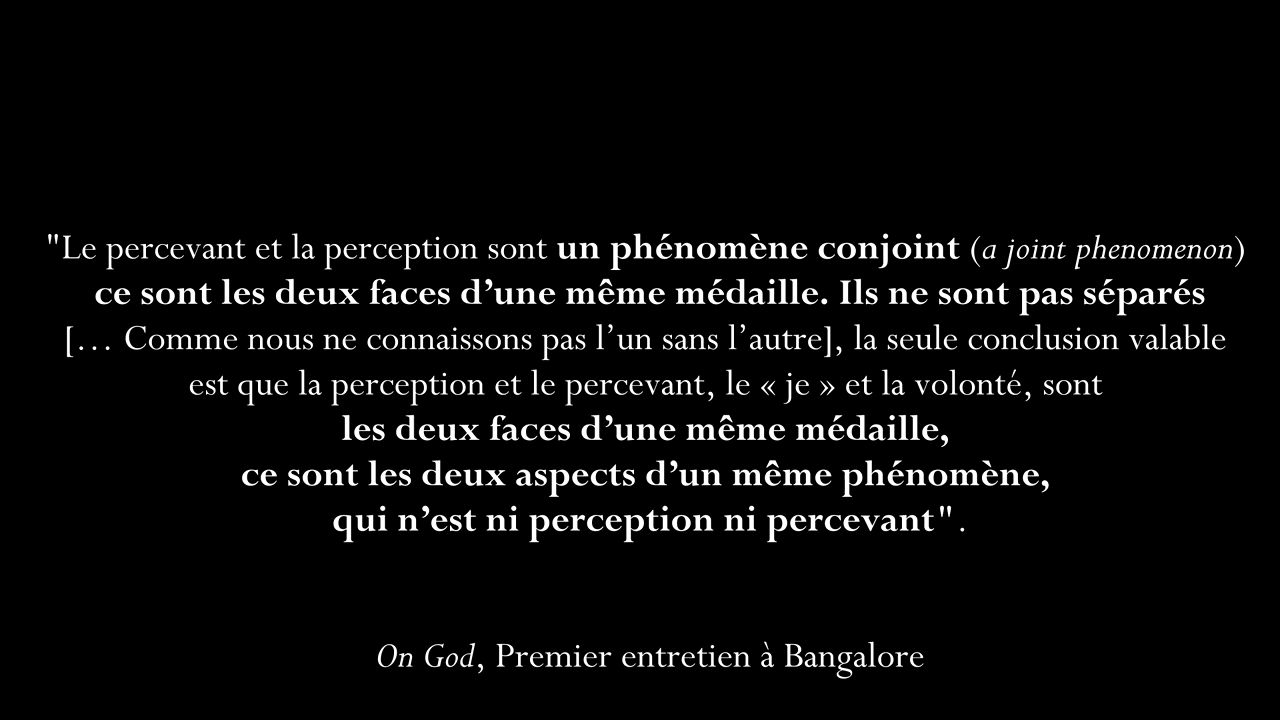 "Le percevant et la perception sont un phénomène conjoint (a joint phenomenon)
ce sont les deux faces d’une même médaille. Ils ne sont pas séparés
[… Comme nous ne connaissons pas l’un sans l’autre], la seule conclusion valable
est que la perception et le percevant, le « je » et la volonté, sont
les deux faces d’une même médaille,
ce sont les deux aspects d’un même phénomène,
qui n’est ni perception ni percevant".
On God, Premier entretien à Bangalore